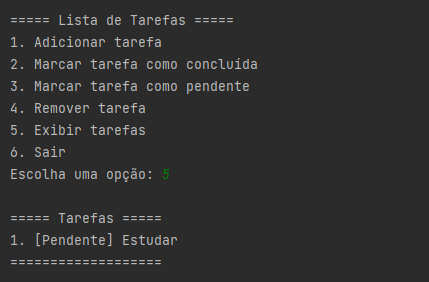 ===== Lista de Tarefas =====
1. Adicionar tarefa
2. Marcar tarefa como concluída
3. Marcar tarefa como pendente
4. Remover tarefa
5. Exibir tarefas
6. Sair
Escolha uma opção: 5
===== Tarefas =====
1. [Pendente] Estudar
===================